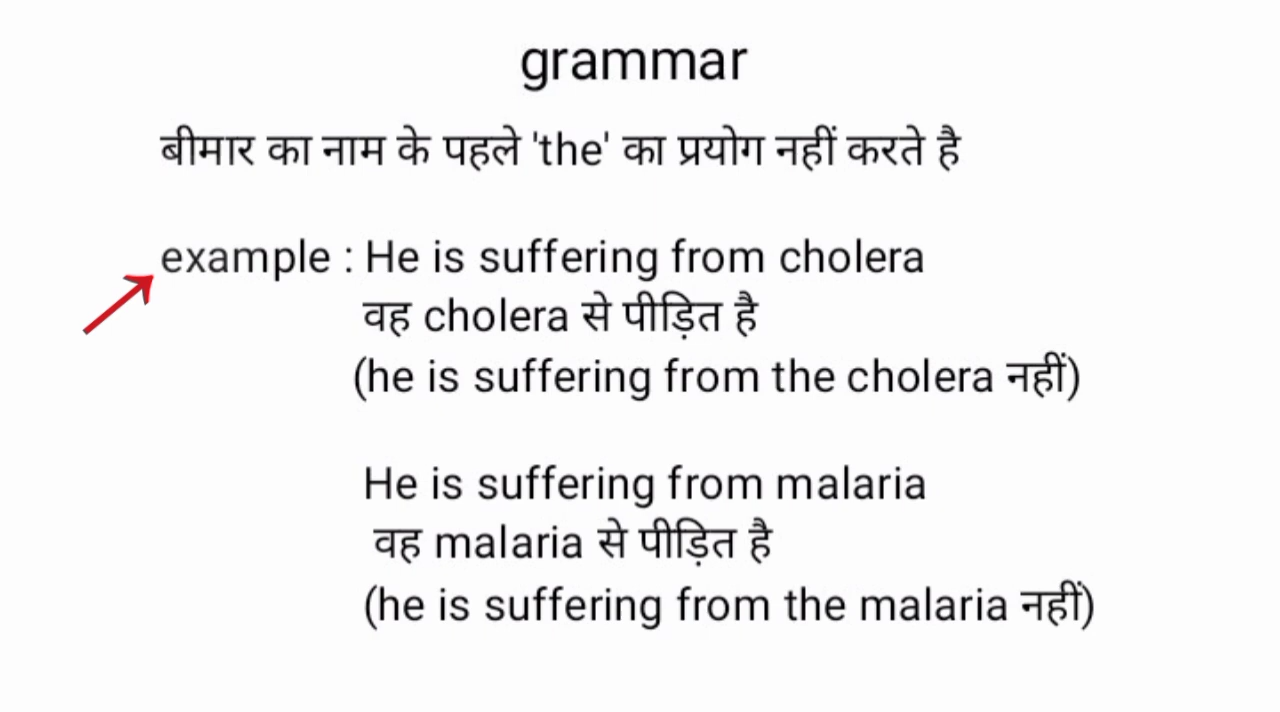 grammar
बीमार का नाम के पहले 'the' का प्रयोग नहीं करते है
example : He is suffering from cholera
वह cholera से पीड़ित है
(he is suffering from the cholera नहीं)
He is suffering from malaria
वह malaria से पीड़ित है
(he is suffering from the malaria नहीं)